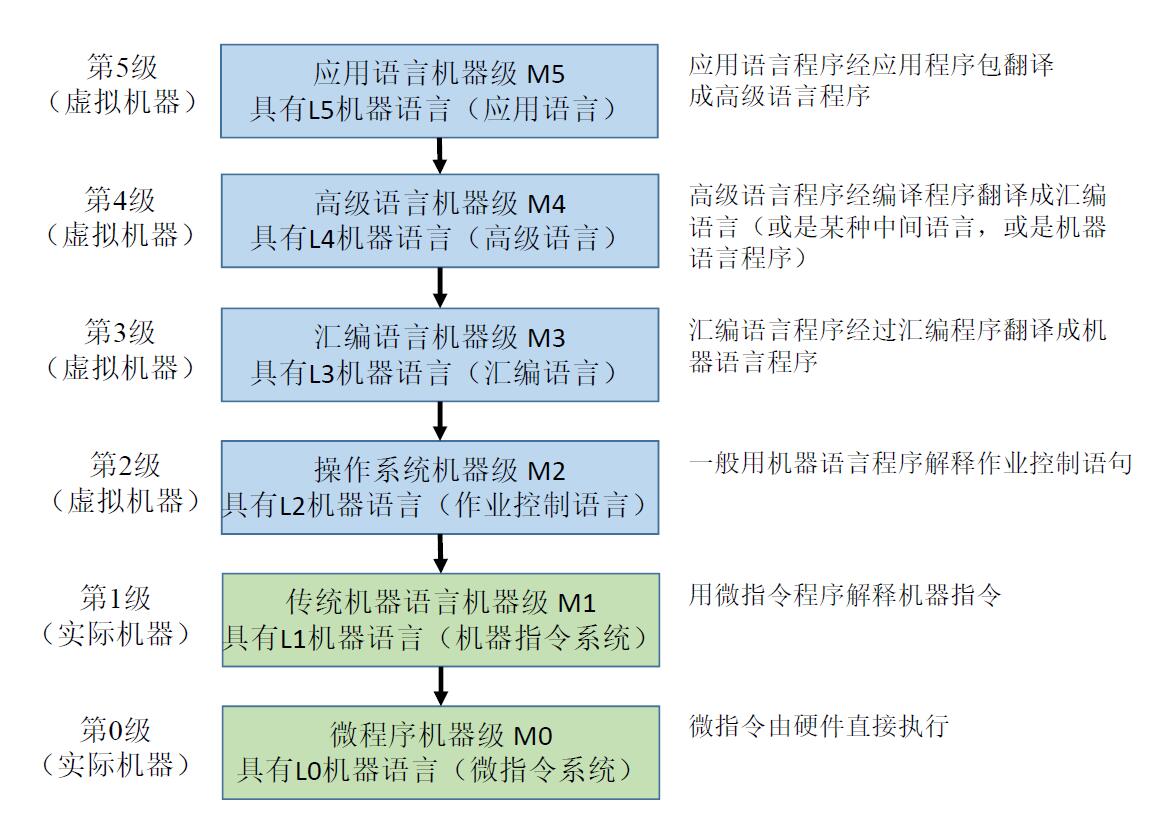 第5级
（虚拟机器）
应用语言机器级 M5
具有L5机器语言（应用语言）
应用语言程序经应用程序包翻译
成高级语言程序
第4级
（虚拟机器）
高级语言机器级 M4
具有L4机器语言（高级语言）
高级语言程序经编译程序翻译成汇编
语言（或是某种中间语言，或是机器
语言程序）
第3级
（虚拟机器）
汇编语言机器级 M3
具有L3机器语言（汇编语言）
汇编语言程序经过汇编程序翻译成机
器语言程序
第2级
（虚拟机器）
操作系统机器级 M2
具有L2机器语言（作业控制语言）
一般用机器语言程序解释作业控制语句
第1级
（实际机器）
传统机器语言机器级 M1
具有L1机器语言（机器指令系统）
用微指令程序解释机器指令
第0级
（实际机器）
微程序机器级 M0
具有L0机器语言（微指令系统）
微指令由硬件直接执行